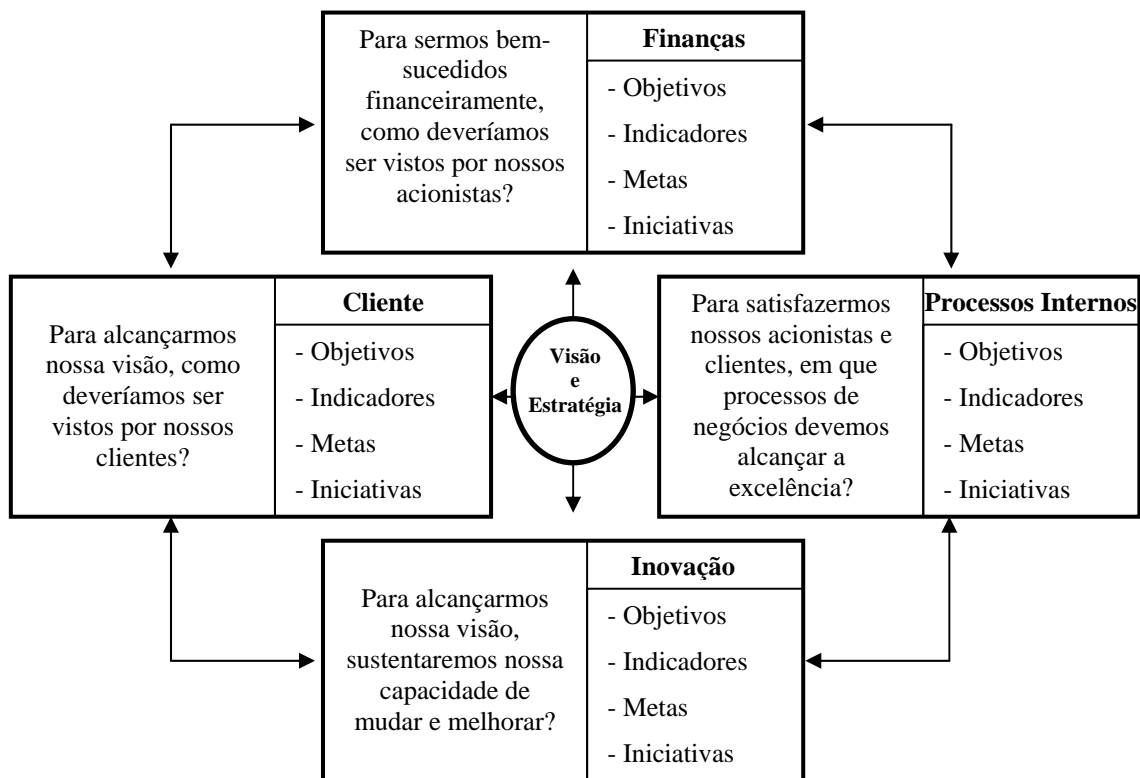 Para sermos bem-
sucedidos
financeiramente,
como deveríamos
ser vistos por nossos
acionistas?
Finanças
- Objetivos
- Indicadores
- Metas
- Iniciativas
Para alcançarmos
nossa visão, como
deveríamos ser
vistos por nossos
clientes?
Cliente
- Objetivos
- Indicadores
- Metas
- Iniciativas
Visão
e
Estratégia
Para satisfazermos
nossos acionistas e
clientes, em que
processos de
negócios devemos
alcançar a
excelência?
Processos Internos
- Objetivos
- Indicadores
- Metas
- Iniciativas
Para alcançarmos
nossa visão,
sustentaremos nossa
capacidade de
mudar e melhorar?
Inovação
- Objetivos
- Indicadores
- Metas
- Iniciativas